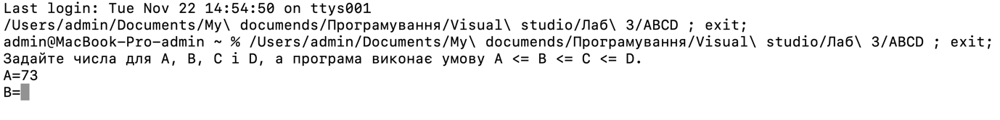 Last login: Tue Nov 22 14:54:50 on ttys001
/Users/admin/Documents/My\ documends/Програмування/Visual\ studio/Лаб\ 3/ABCD ; exit;
admin@MacBook-Pro-admin ~ % /Users/admin/Documents/My\ documends/Програмування/Visual\ studio/Лаб\ 3/ABCD ; exit;
Задайте числа для A, B, C і D, а програма виконає умову A <= B <= C <= D.
A=73
B=